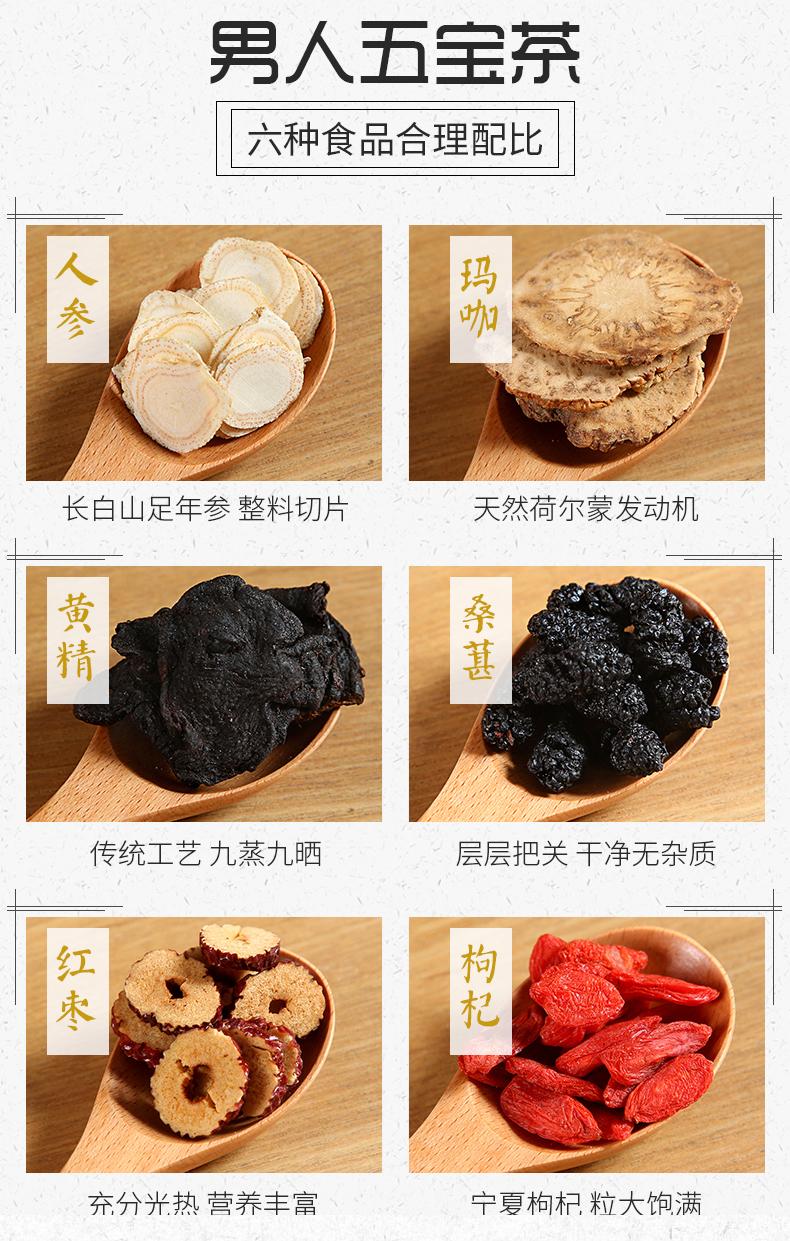 男人五宝茶
六种食品合理配比
人参
玛咖
长白山足年参 整料切片
天然荷尔蒙发动机
黄精
桑葚
传统工艺 九蒸九晒
层层把关 干净无杂质
红枣
枸杞
充分光热 营养丰富
宁夏枸杞 粒大饱满